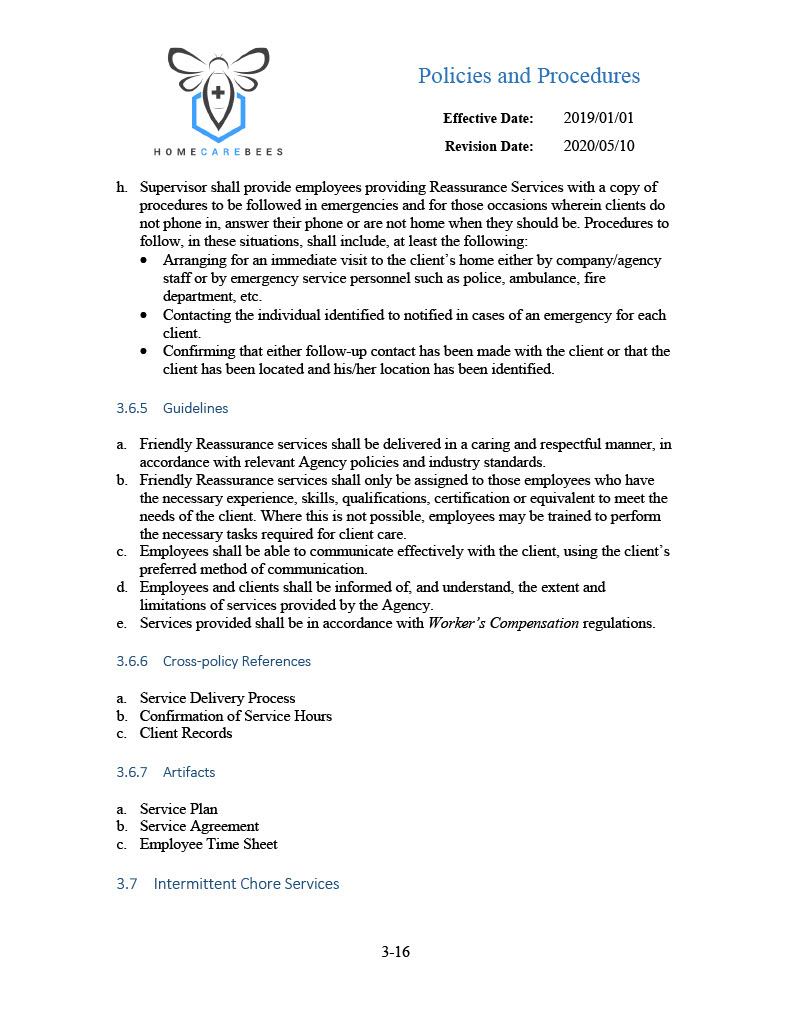 Policies and Procedures
Effective Date: 2019/01/01
Revision Date: 2020/05/10
HOMECAREBEES
h. Supervisor shall provide employees providing Reassurance Services with a copy of
procedures to be followed in emergencies and for those occasions wherein clients do
not phone in, answer their phone or are not home when they should be. Procedures to
follow, in these situations, shall include, at least the following:
• Arranging for an immediate visit to the client’s home either by company/agency
staff or by emergency service personnel such as police, ambulance, fire
department, etc.
• Contacting the individual identified to notified in cases of an emergency for each
client.
• Confirming that either follow-up contact has been made with the client or that the
client has been located and his/her location has been identified.
3.6.5 Guidelines
a. Friendly Reassurance services shall be delivered in a caring and respectful manner, in
accordance with relevant Agency policies and industry standards.
b. Friendly Reassurance services shall only be assigned to those employees who have
the necessary experience, skills, qualifications, certification or equivalent to meet the
needs of the client. Where this is not possible, employees may be trained to perform
the necessary tasks required for client care.
c. Employees shall be able to communicate effectively with the client, using the client’s
preferred method of communication.
d. Employees and clients shall be informed of, and understand, the extent and
limitations of services provided by the Agency.
e. Services provided shall be in accordance with Worker’s Compensation regulations.
3.6.6 Cross-policy References
a. Service Delivery Process
b. Confirmation of Service Hours
c. Client Records
3.6.7 Artifacts
a. Service Plan
b. Service Agreement
c. Employee Time Sheet
3.7 Intermittent Chore Services
3-16